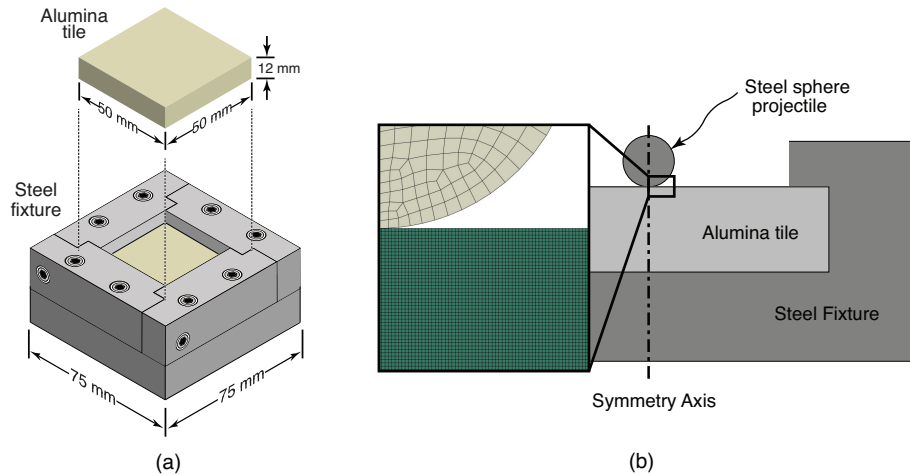 Alumina
tile
12 mm
50 mm
50 mm
Steel
fixture
75 mm
75 mm
(a)
Steel sphere
projectile
Alumina tile
Steel Fixture
Symmetry Axis
(b)